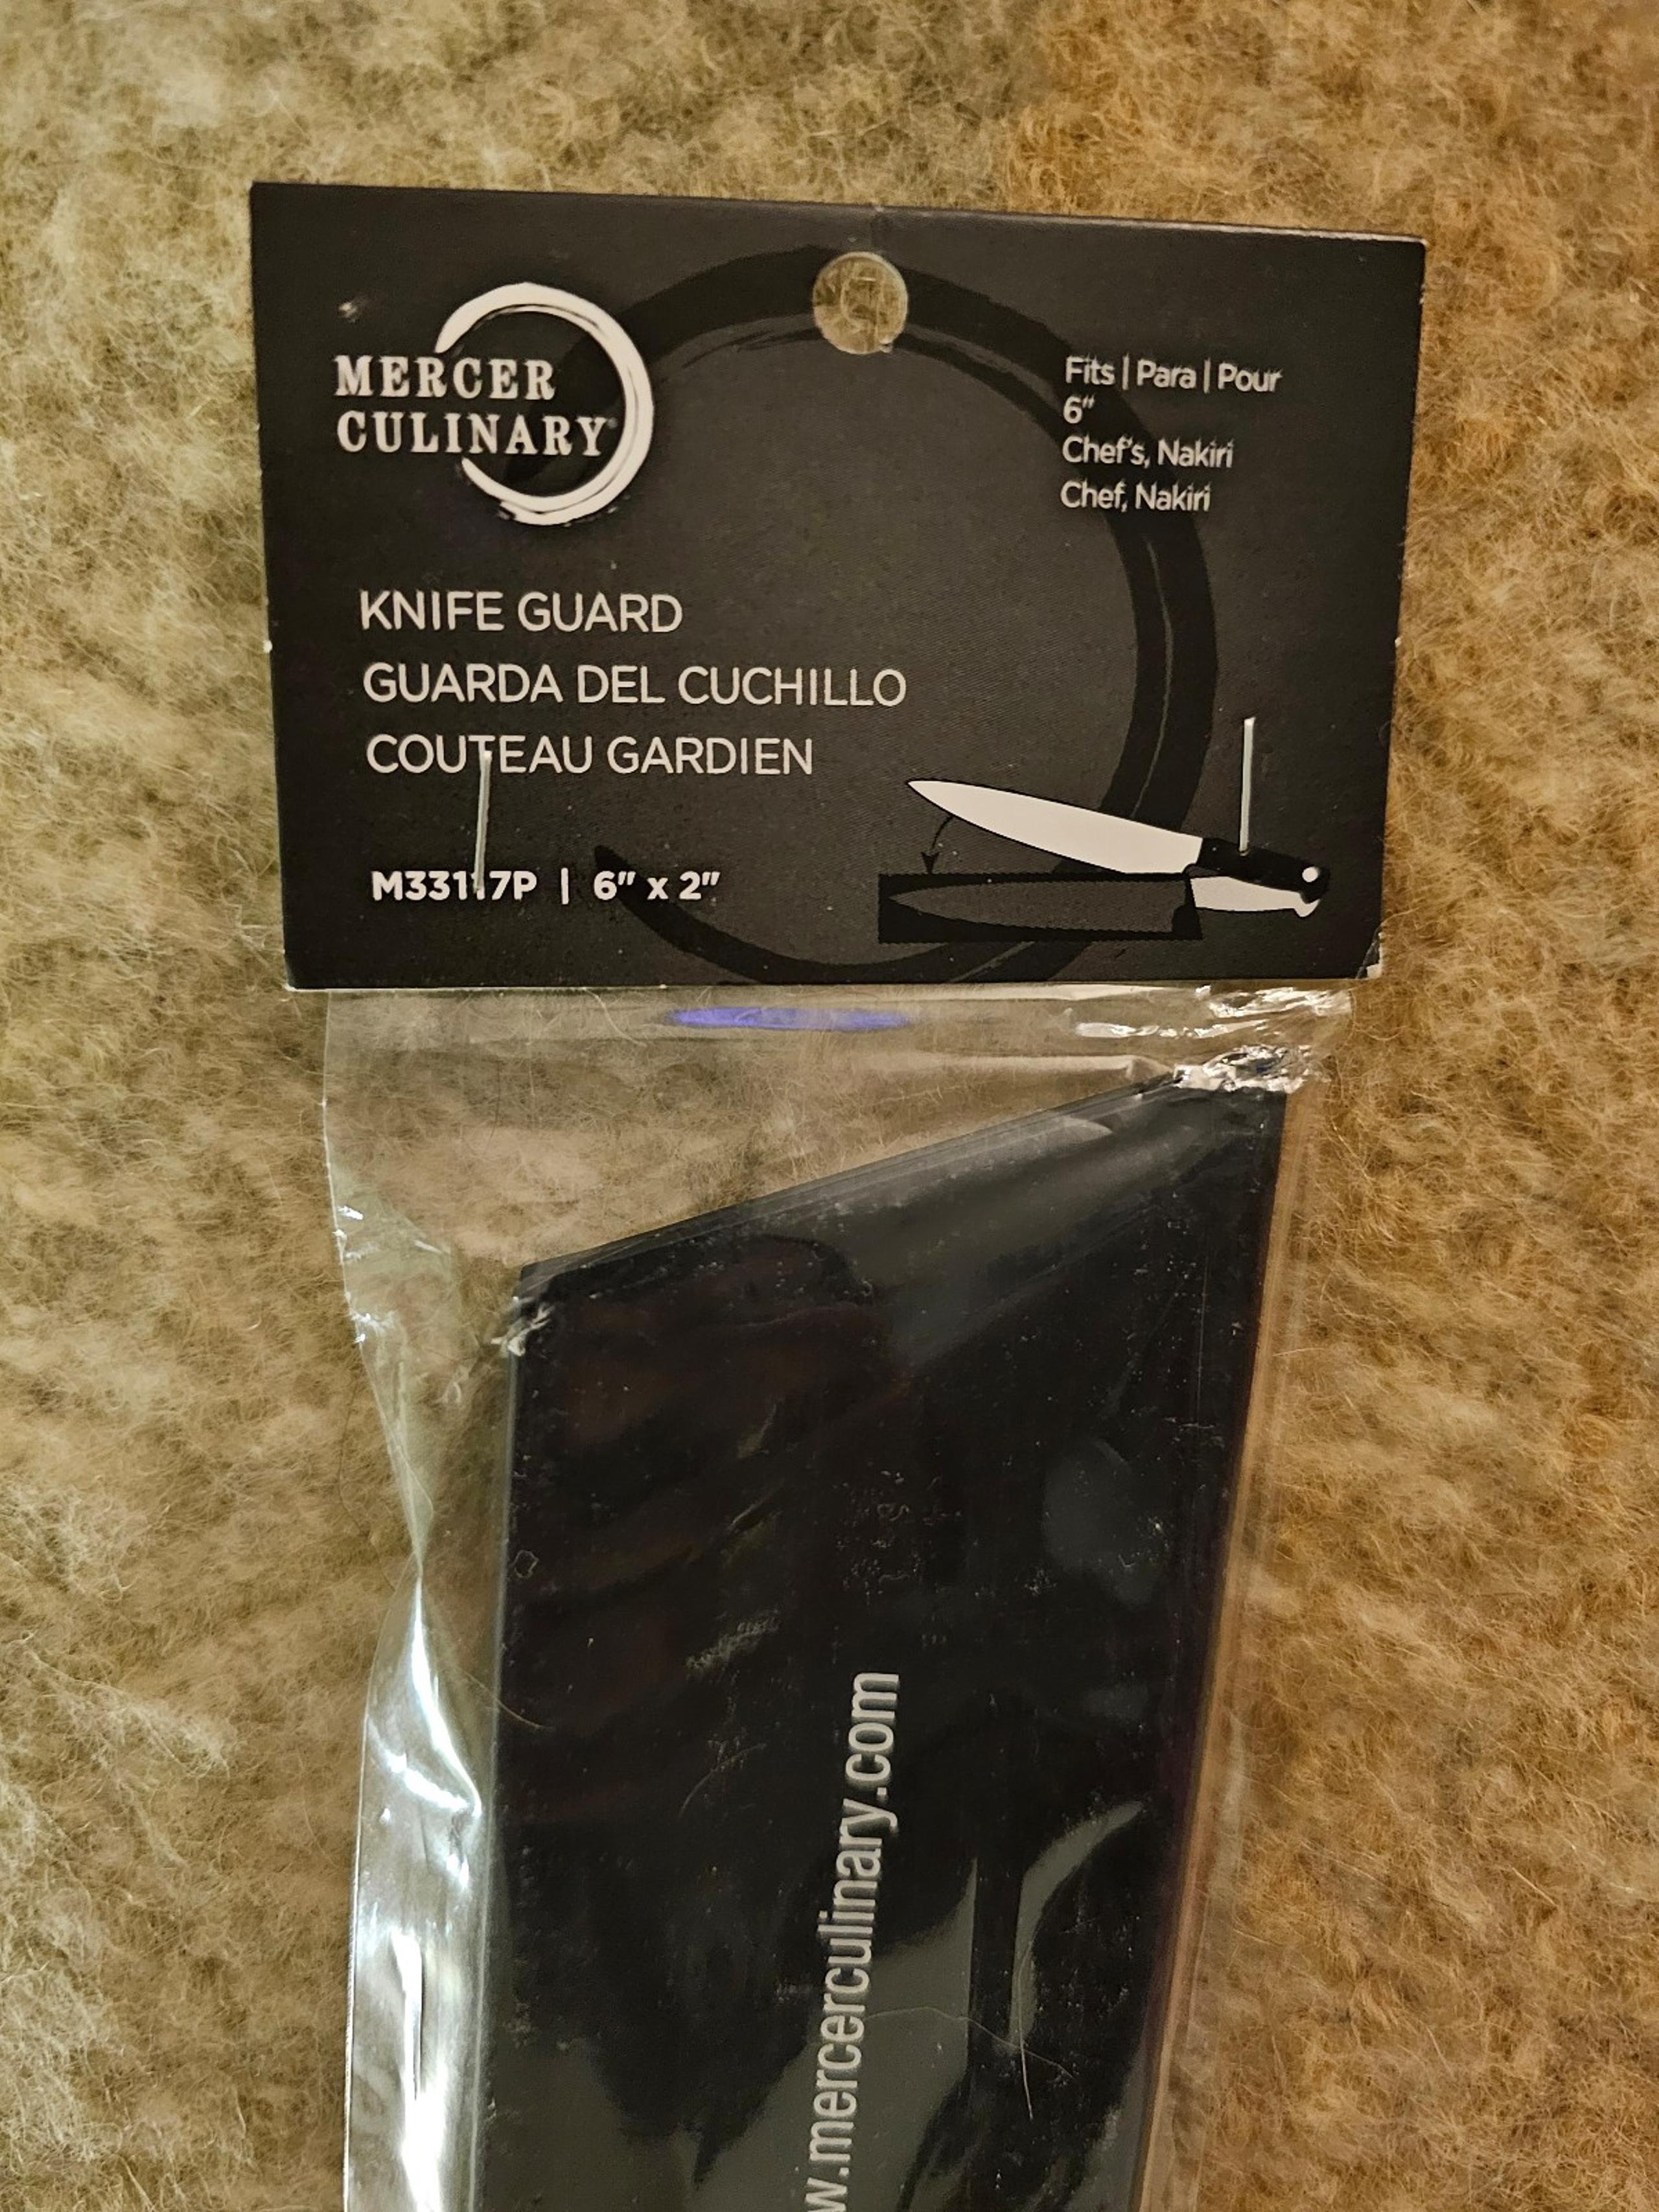 MERCER
CULINARY®
Fits | Para | Pour
6"
Chef's, Nakiri
Chef, Nakiri
KNIFE GUARD
GUARDA DEL CUCHILLO
COUTEAU GARDIEN
M33117P | 6" x 2"
w.mercerculinary.com